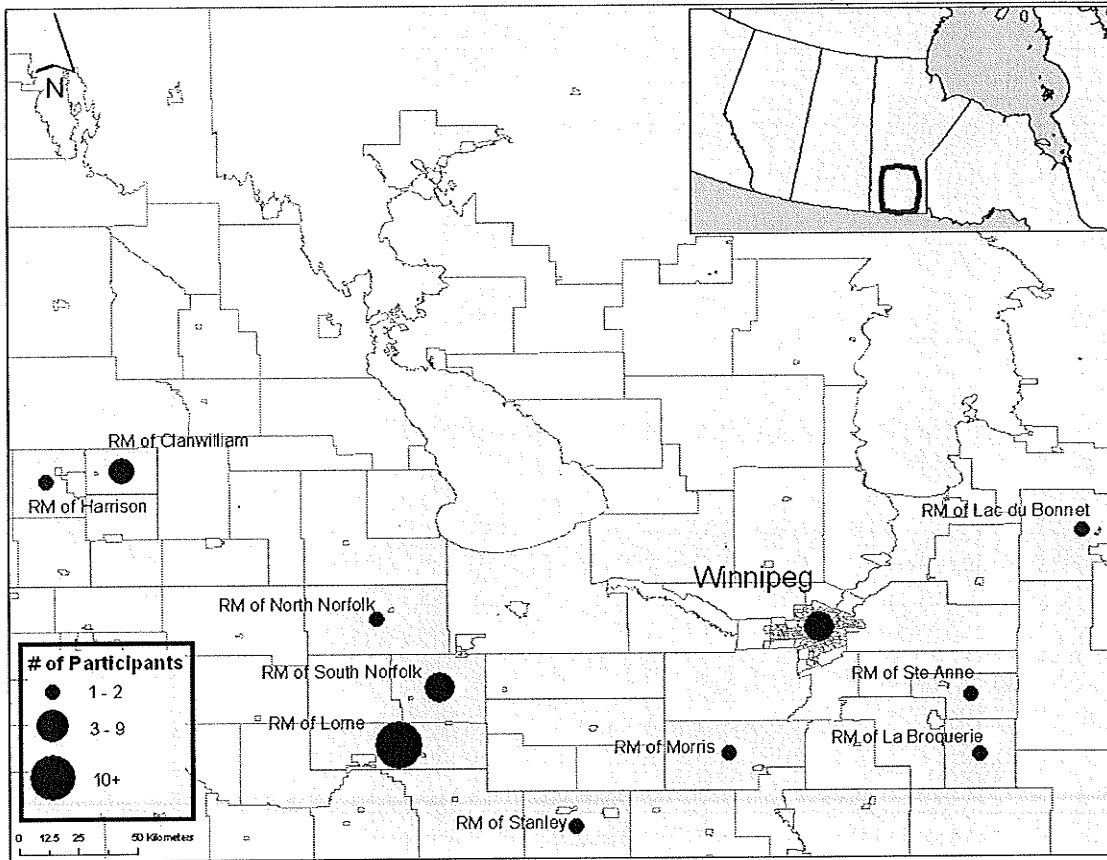 N
RM of Clanwilliam
RM of Harrison
RM of Lac du Bonnet
Winnipeg
RM of North Norfolk
# of Participants
1 - 2
3 - 9
10+
RM of South Norfolk
RM of Ste Anne
RM of Lorne
RM of Morris
RM of La Broquerie
RM of Stanley
0 12.5 25 50 Kilometers